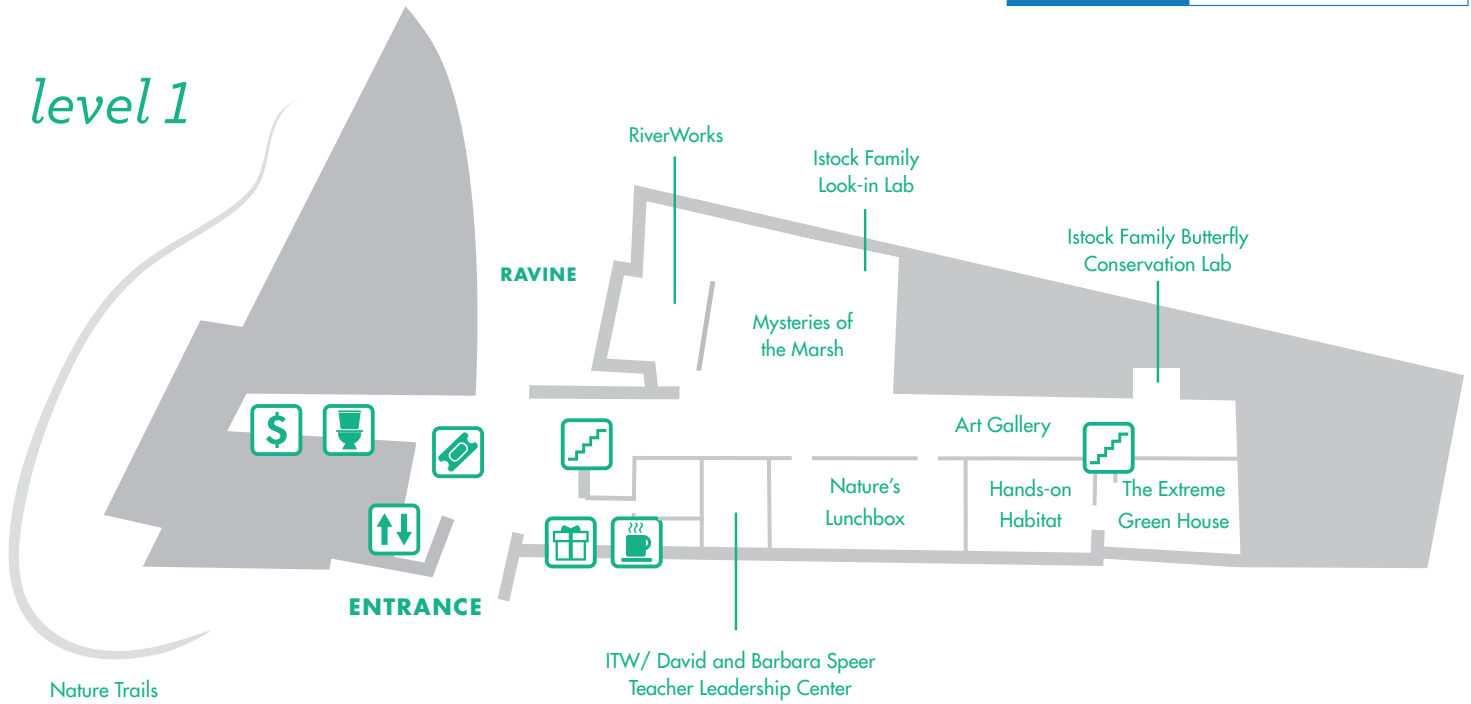 level 1
RiverWorks
Istock Family
Look-in Lab
Istock Family Butterfly
Conservation Lab
RAVINE
Mysteries of
the Marsh
$
Art Gallery
Nature's
Lunchbox
Hands-on
Habitat
The Extreme
Green House
ENTRANCE
ITW/ David and Barbara Speer
Teacher Leadership Center
Nature Trails